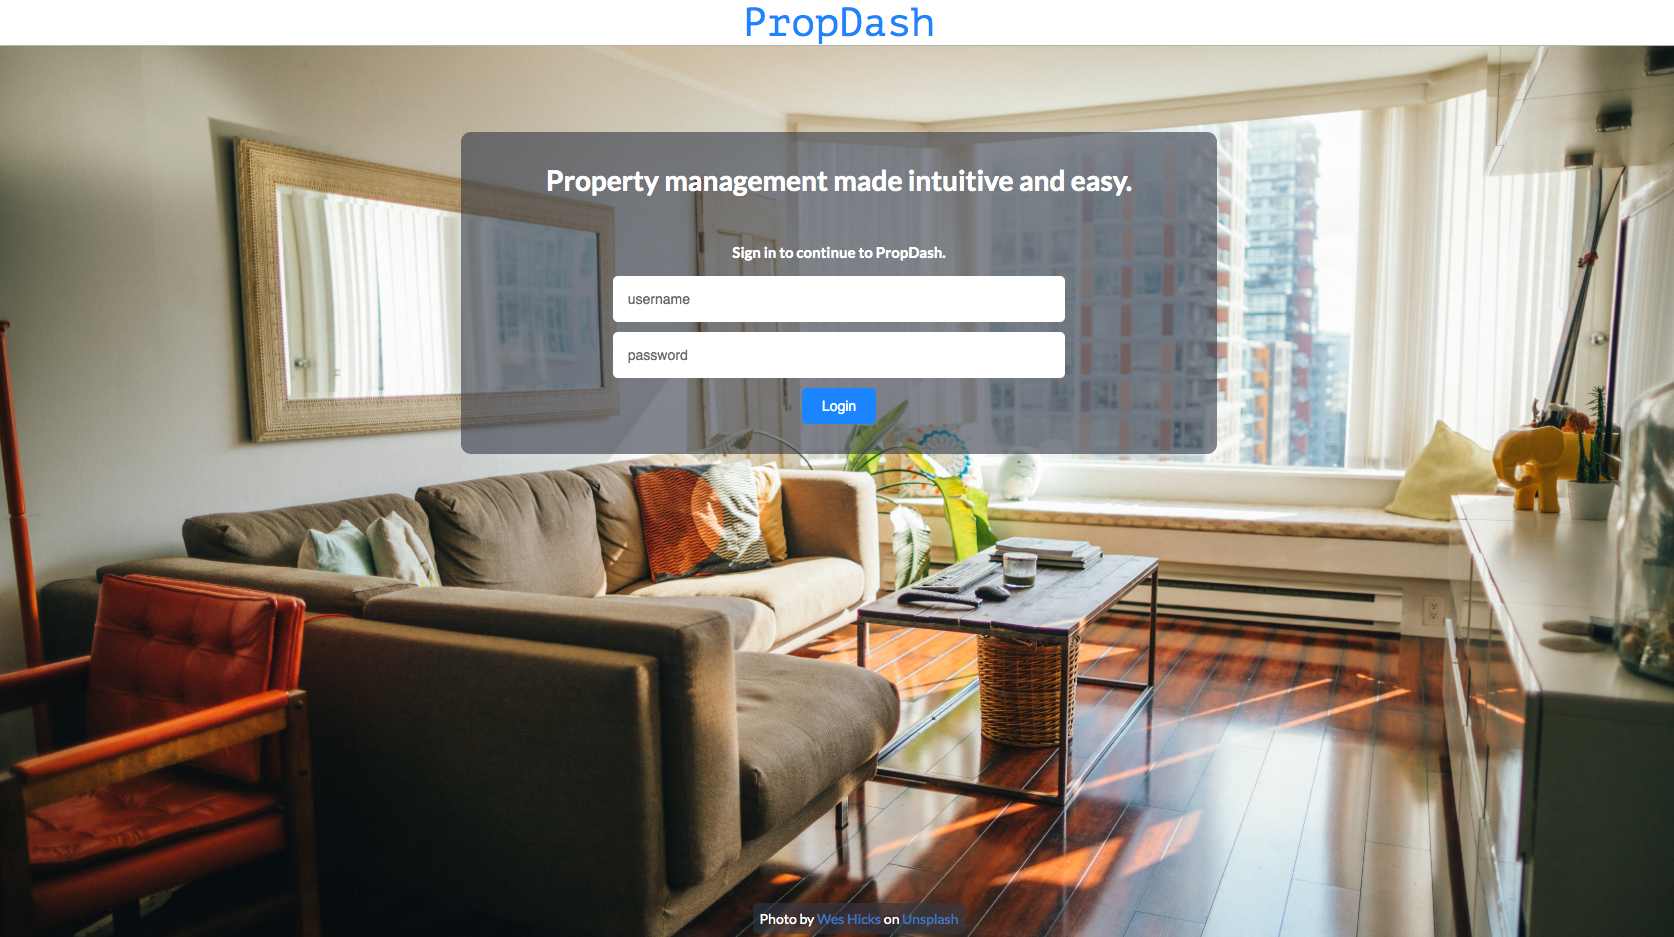 PropDash
Property management made intuitive and easy.
Sign in to continue to PropDash.
username
password
Login
Photo by Wes Hicks on Unsplash